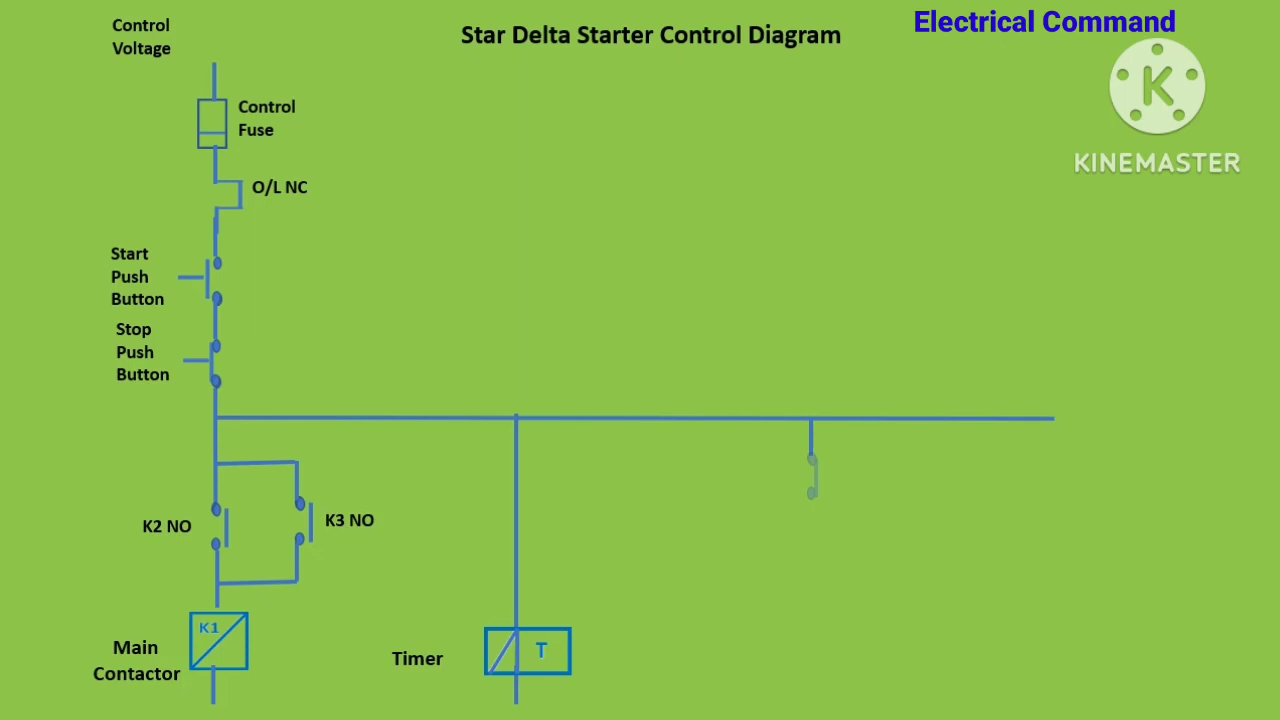 Control
Voltage
Star Delta Starter Control Diagram
Electrical Command
K
KINEMASTER
Control
Fuse
O/L NC
Start
Push
Button
Stop
Push
Button
K2 NO
K3 NO
K1
Main
Contactor
Timer
T